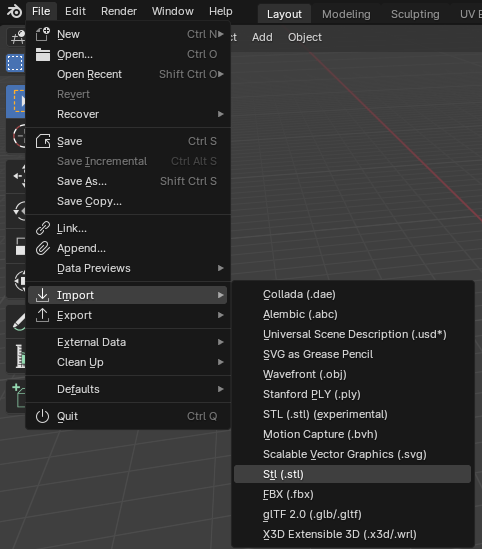 File Edit Render Window Help Layout Modeling Sculpting UV E
ct Add Object
New Ctrl N
Open... Ctrl O
Open Recent Shift Ctrl O
Revert
Recover
Save Ctrl S
Save Incremental Ctrl Alt S
Save As... Shift Ctrl S
Save Copy...
Link...
Append...
Data Previews
Import
Export
External Data
Clean Up
Defaults
Quit Ctrl Q
Collada (.dae)
Alembic (.abc)
Universal Scene Description (.usd*)
SVG as Grease Pencil
Wavefront (.obj)
Stanford PLY (.ply)
STL (.stl) (experimental)
Motion Capture (.bvh)
Scalable Vector Graphics (.svg)
Stl (.stl)
FBX (.fbx)
glTF 2.0 (.glb/.gltf)
X3D Extensible 3D (.x3d/.wrl)